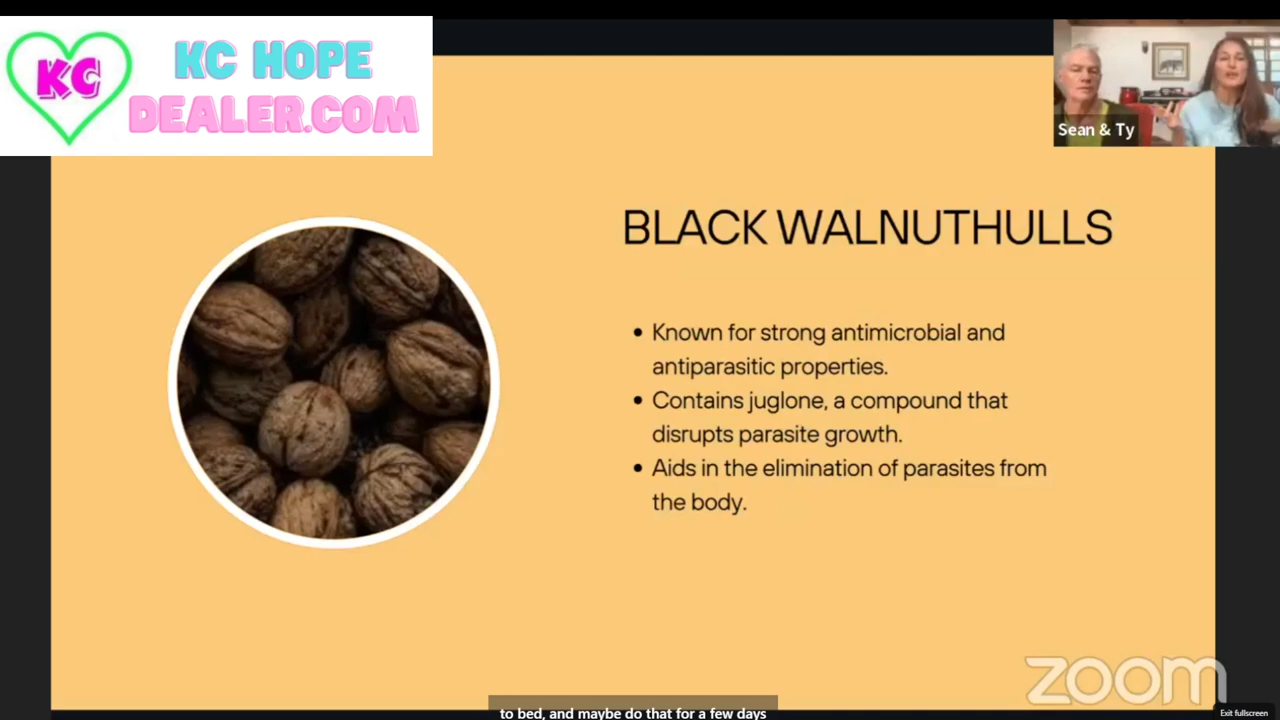 KC
KC HOPE
DEALER.COM
Sean & Ty
BLACK WALNUTHULLS
• Known for strong antimicrobial and
antiparasitic properties.
• Contains juglone, a compound that
disrupts parasite growth.
• Aids in the elimination of parasites from
the body.
zoom
to bed, and maybe do that for a few days
Exit fullscreen